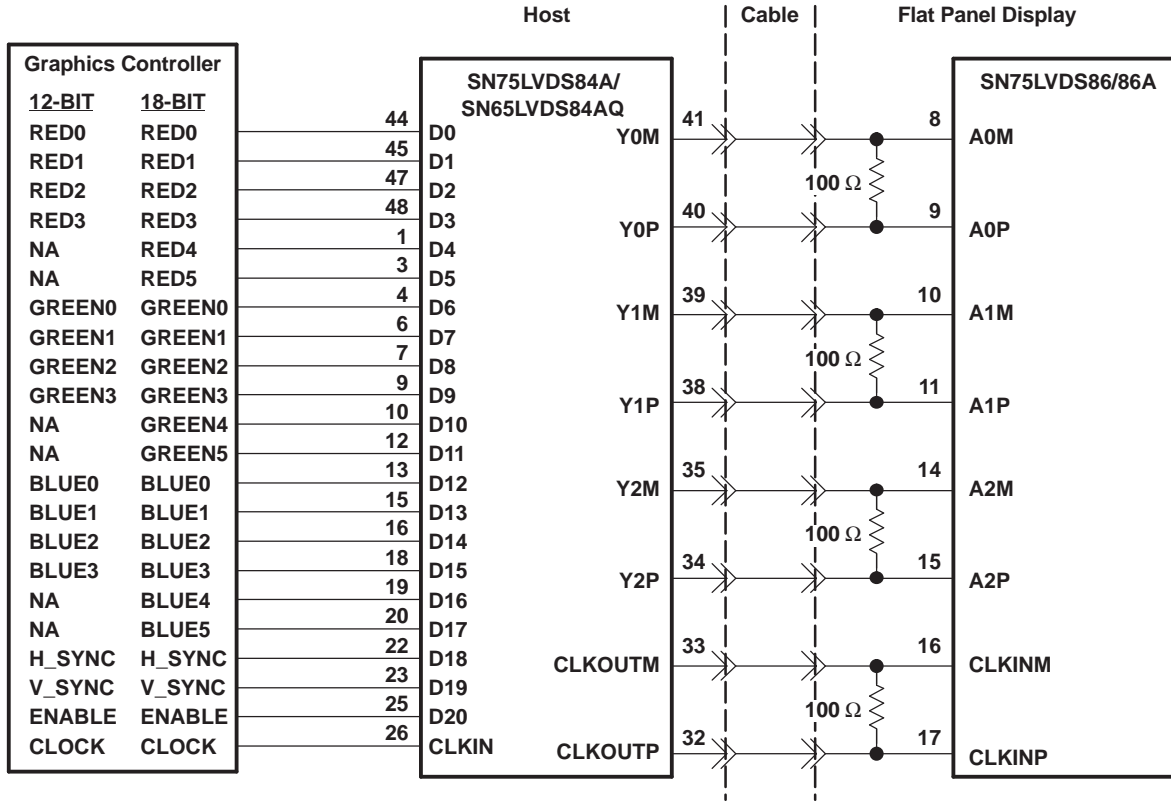 Host Cable Flat Panel Display
Graphics Controller
12-BIT 18-BIT
RED0 RED0
RED1 RED1
RED2 RED2
RED3 RED3
NA RED4
NA RED5
GREEN0 GREEN0
GREEN1 GREEN1
GREEN2 GREEN2
GREEN3 GREEN3
NA GREEN4
NA GREEN5
BLUE0 BLUE0
BLUE1 BLUE1
BLUE2 BLUE2
BLUE3 BLUE3
NA BLUE4
NA BLUE5
H_SYNC H_SYNC
V_SYNC V_SYNC
ENABLE ENABLE
CLOCK CLOCK
SN75LVDS84A/
SN65LVDS84AQ
44 D0
45 D1
47 D2
48 D3
1 D4
3 D5
4 D6
6 D7
7 D8
9 D9
10 D10
12 D11
13 D12
15 D13
16 D14
18 D15
19 D16
20 D17
22 D18
23 D19
25 D20
26 CLKIN
Y0M 41
Y0P 40
Y1M 39
Y1P 38
Y2M 35
Y2P 34
CLKOUTM 33
CLKOUTP 32
100 Ω
100 Ω
100 Ω
100 Ω
SN75LVDS86/86A
8 A0M
9 A0P
10 A1M
11 A1P
14 A2M
15 A2P
16 CLKINM
17 CLKINP